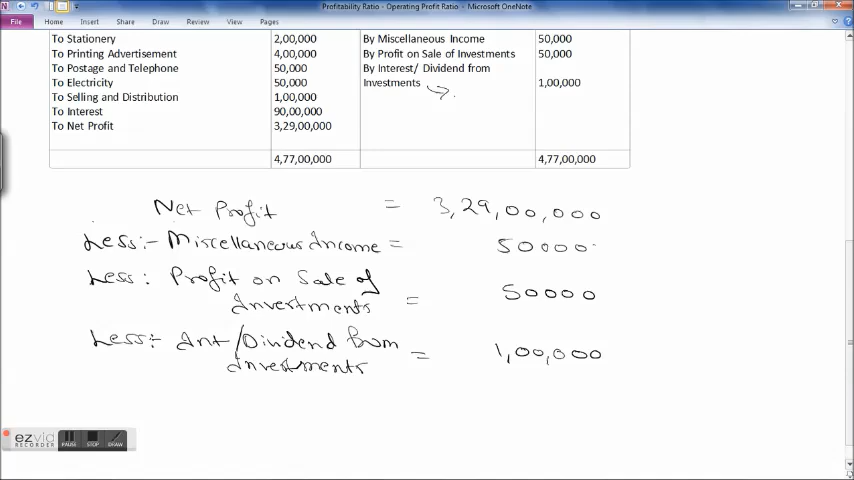 Profitability Ratio - Operating Profit Ratio - Microsoft OneNote
File Home Insert Share Draw Review View Pages
To Stationery 2,00,000 By Miscellaneous Income 50,000
To Printing Advertisement 4,00,000 By Profit on Sale of Investments 50,000
To Postage and Telephone 50,000 By Interest/ Dividend from
To Electricity 50,000 Investments 1,00,000
To Selling and Distribution 1,00,000
To Interest 90,00,000
To Net Profit 3,29,00,000
4,77,00,000 4,77,00,000
Net Profit = 3,29,00,000
Less:- Miscellaneous Income = 50000
Less: Profit on Sale of
Investments = 50000
Less:- Int/Dividend from
Investments = 1,00,000
ezvid
RECORDER
PAUSE STOP DRAW